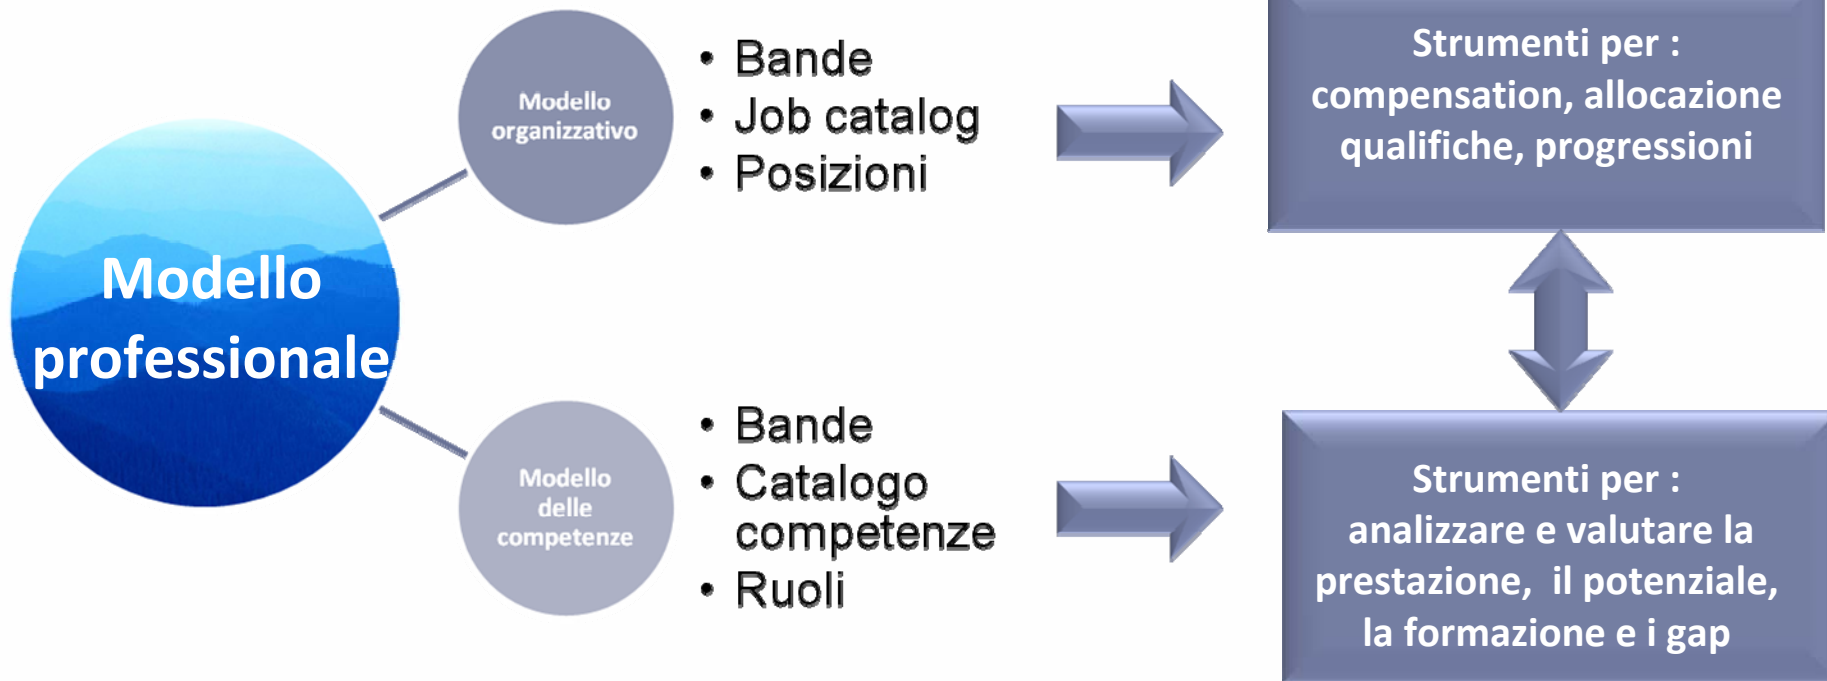 Modello
professionale
Modello
organizzativo
• Bande
• Job catalog
• Posizioni
Strumenti per :
compensation, allocazione
qualifiche, progressioni
Modello
delle
competenze
• Bande
• Catalogo
competenze
• Ruoli
Strumenti per :
analizzare e valutare la
prestazione, il potenziale,
la formazione e i gap